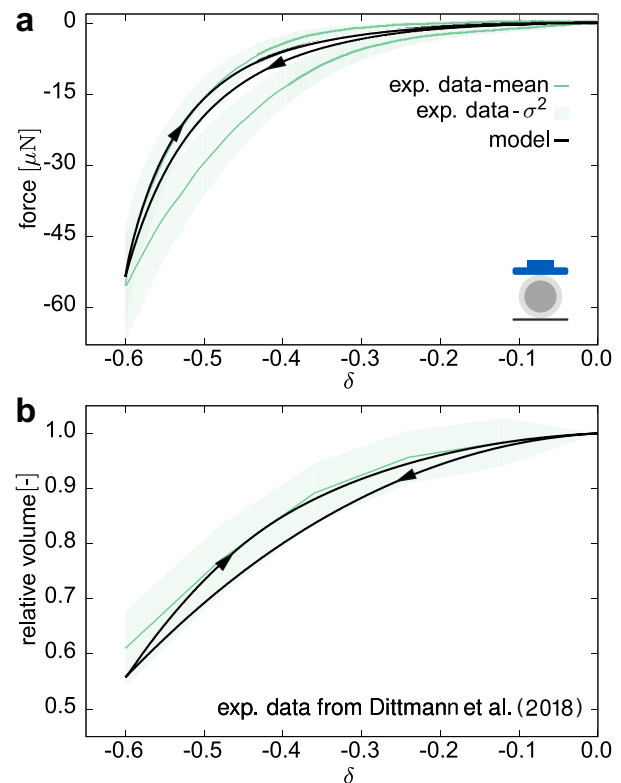 a
0
-15
-30
-45
-60
force [μN]
exp. data-mean
exp. data-σ²
model
-0.6 -0.5 -0.4 -0.3 -0.2 -0.1 0.0
δ
b
1.0
0.9
0.8
0.7
0.6
0.5
relative volume[-]
exp. data from Dittmann et al. (2018)
-0.6 -0.5 -0.4 -0.3 -0.2 -0.1 0.0
δ